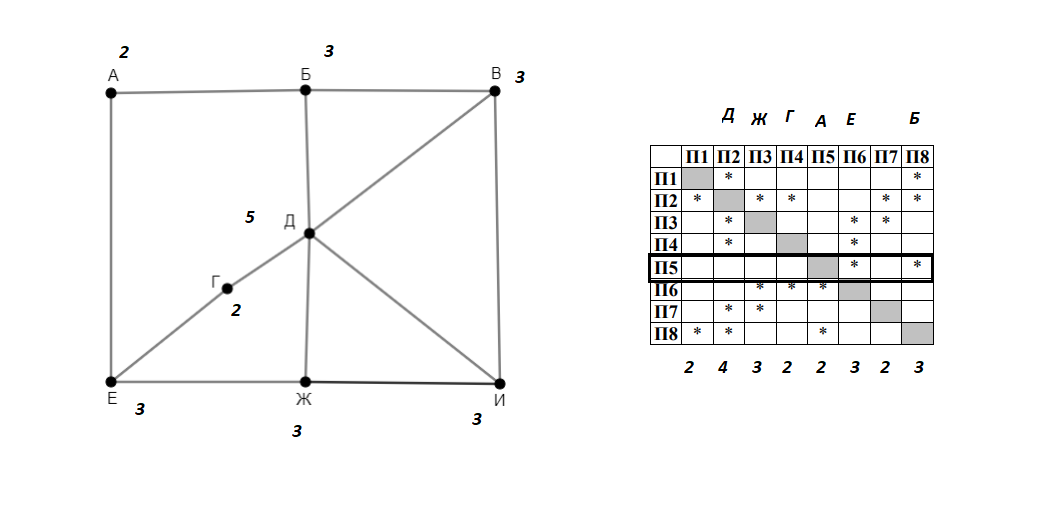 2
3
А
Б
В
3
5
Д
Г
2
Е
3
Ж
3
И
3
Д Ж Г А Е Б
П1 П2 П3 П4 П5 П6 П7 П8
П1 * *
П2 * * * * *
П3 * * *
П4 * *
П5 * *
П6 * * *
П7 * *
П8 * * *
2 4 3 2 2 3 2 3